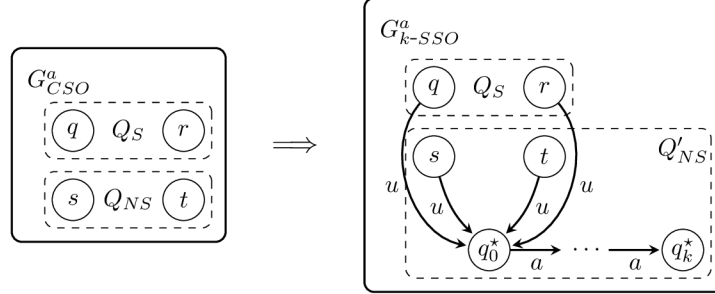 G^a_{CSO}
q Q_S r
s Q_{NS} t
⟹
G^a_{k-SSO}
q Q_S r
s t Q'_{NS}
u u u u
q^⋆_0 a ··· a q^⋆_k